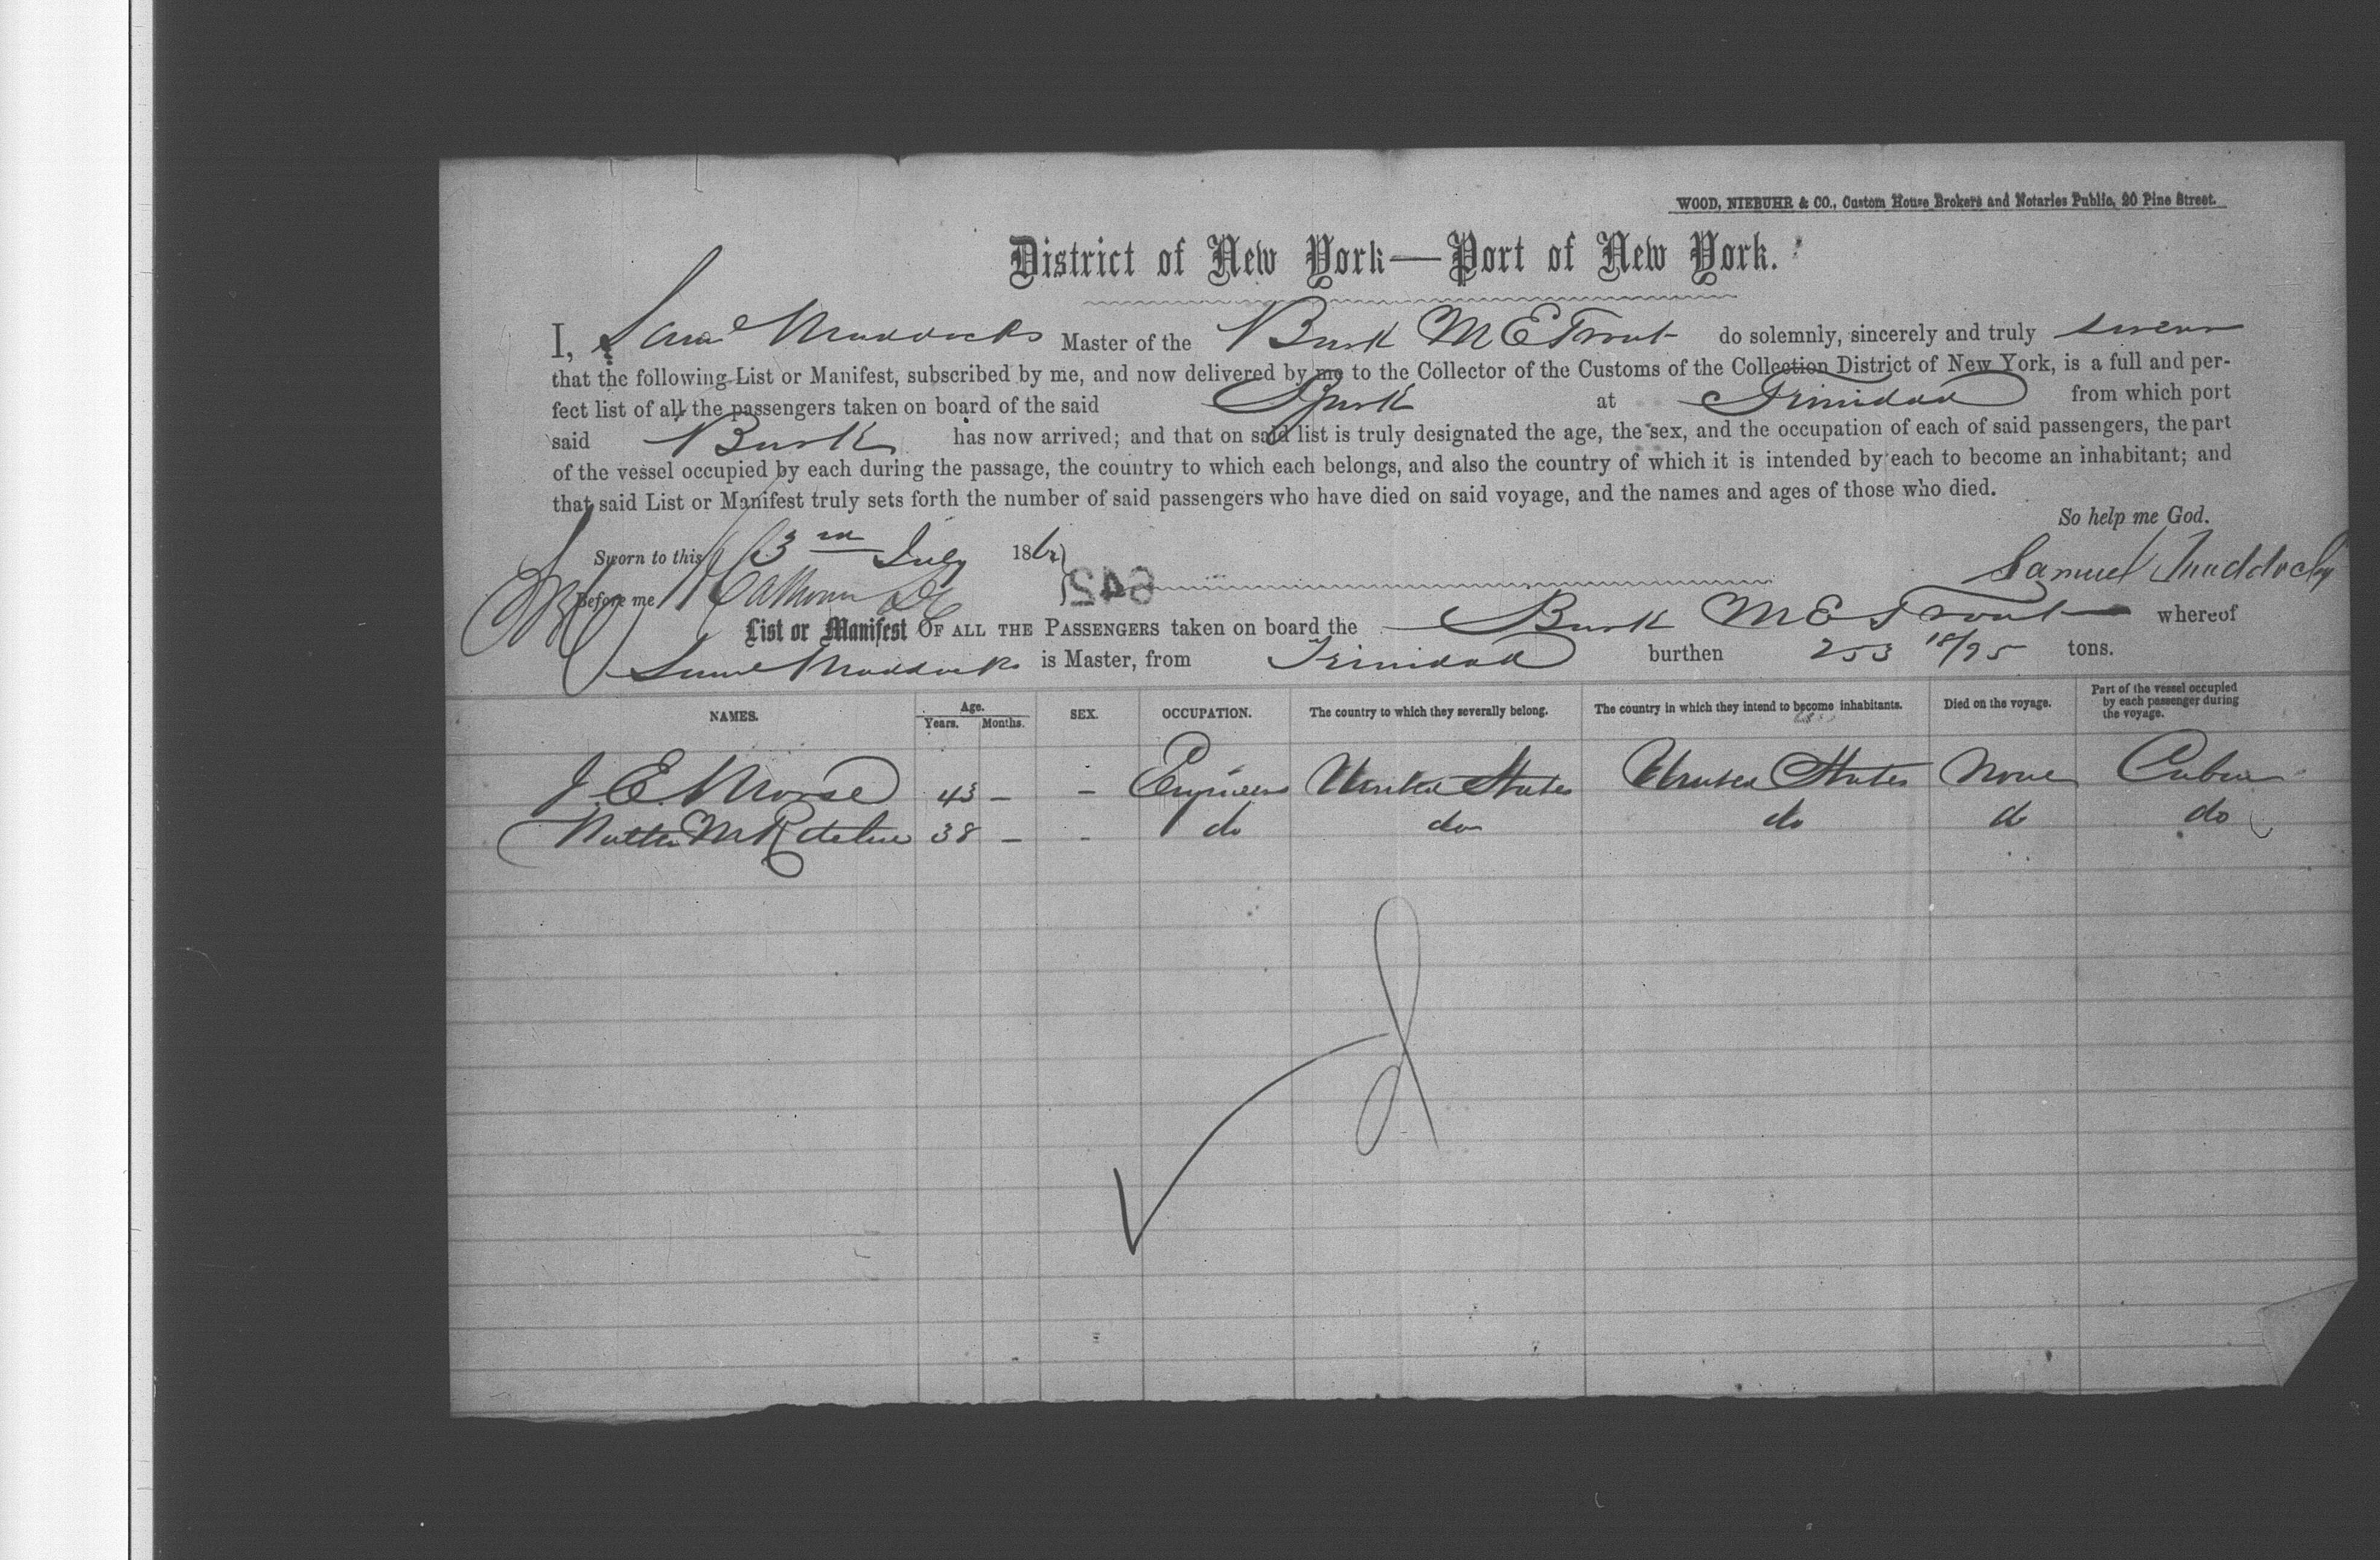 WOOD, NIEBUHR & CO., Custom House Brokers and Notaries Public, 20 Pine Street.
District of New York—Port of New York.
I, Saml Maddocks Master of the Bark M E Trout do solemnly, sincerely and truly swear
that the following List or Manifest, subscribed by me, and now delivered by me to the Collector of the Customs of the Collection District of New York, is a full and per-
fect list of all the passengers taken on board of the said Bark at Trinidad from which port
said Bark has now arrived; and that on said list is truly designated the age, the sex, and the occupation of each of said passengers, the part
of the vessel occupied by each during the passage, the country to which each belongs, and also the country of which it is intended by each to become an inhabitant; and
that said List or Manifest truly sets forth the number of said passengers who have died on said voyage, and the names and ages of those who died.
So help me God.
Sworn to this 3rd July 186
Samuel Maddocks
Before me
642
List or Manifest OF ALL THE PASSENGERS taken on board the Bark M E Trout whereof
Saml Maddocks is Master, from Trinidad burthen 253 18/95 tons.
NAMES. Age. Years. Months. SEX. OCCUPATION. The country to which they severally belong. The country in which they intend to become inhabitants. Died on the voyage. Part of the vessel occupied by each passenger during the voyage.
J. E. Morse 43 – – Engineer United States United States None Cabin
38 – – do do do do do